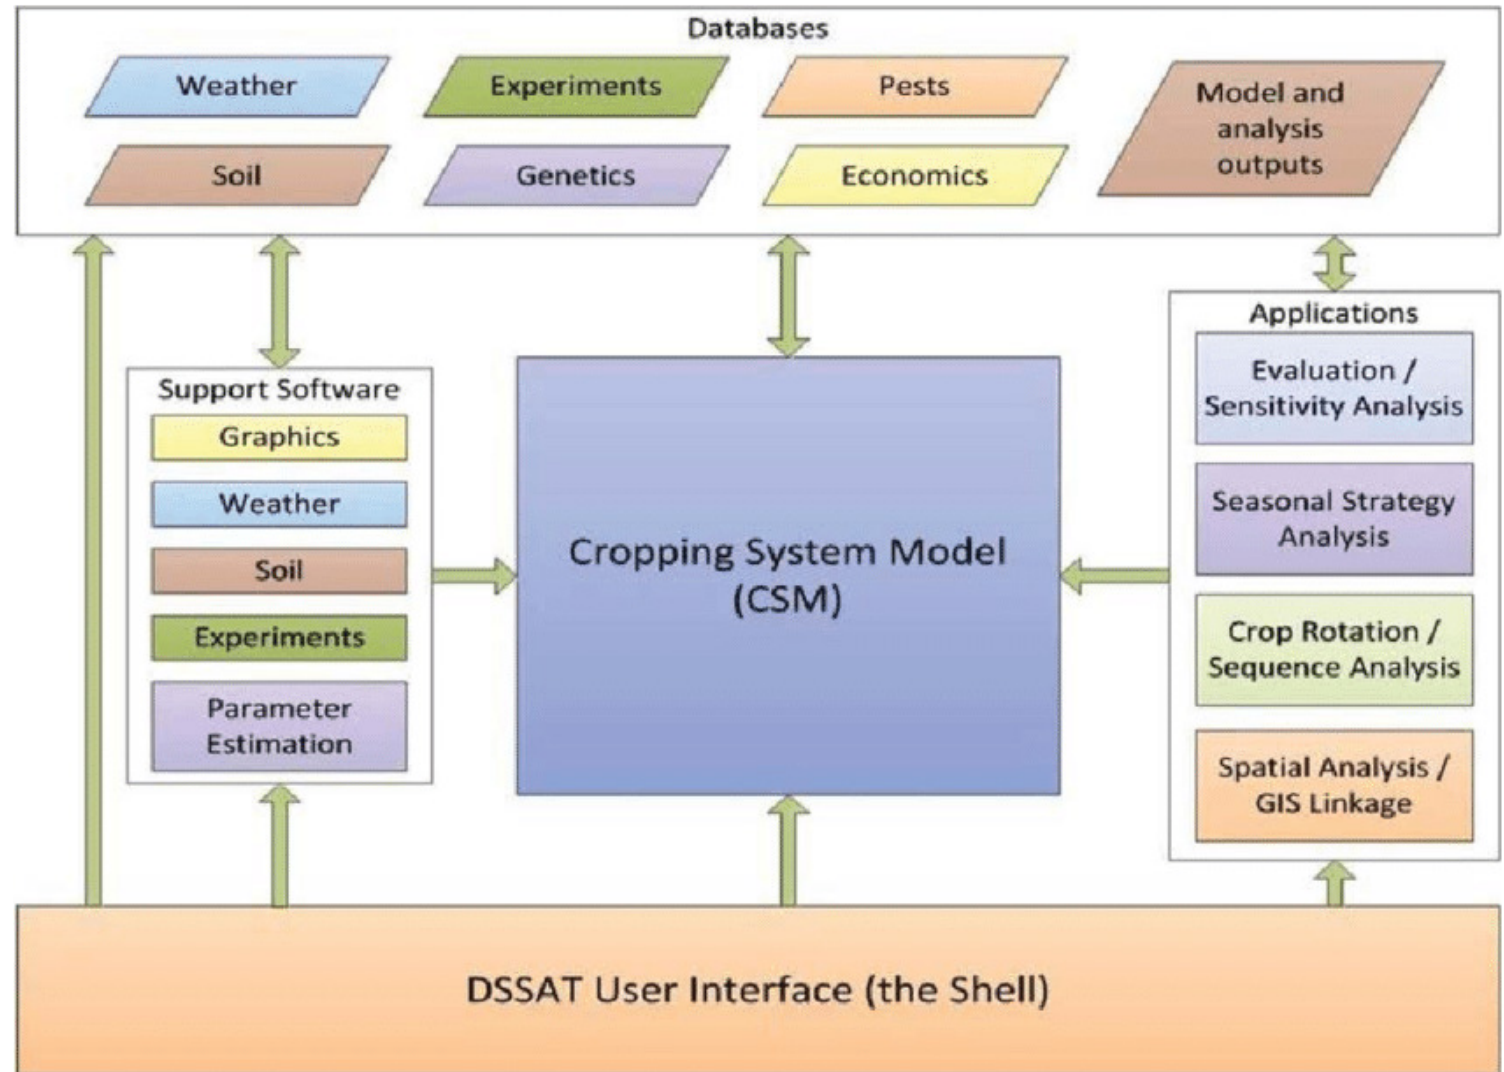 Databases
Weather
Experiments
Pests
Model and
analysis
outputs
Soil
Genetics
Economics
Support Software
Graphics
Weather
Soil
Experiments
Parameter
Estimation
Cropping System Model
(CSM)
Applications
Evaluation /
Sensitivity Analysis
Seasonal Strategy
Analysis
Crop Rotation /
Sequence Analysis
Spatial Analysis /
GIS Linkage
DSSAT User Interface (the Shell)